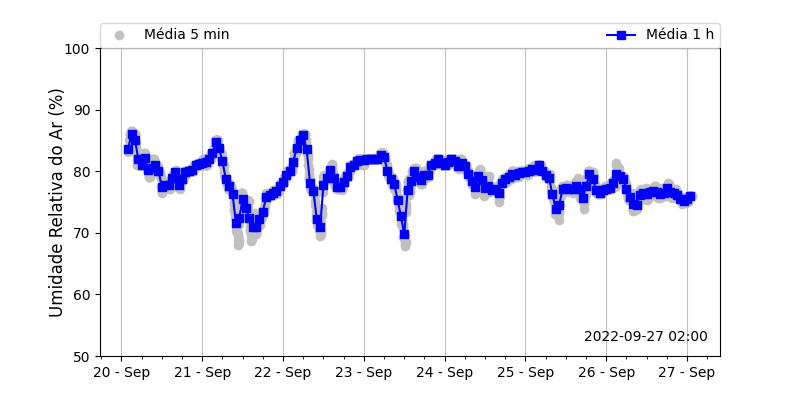 Média 5 min
Média 1 h
Umidade Relativa do Ar (%)
100
90
80
70
60
50
2022-09-27 02:00
20 - Sep
21 - Sep
22 - Sep
23 - Sep
24 - Sep
25 - Sep
26 - Sep
27 - Sep